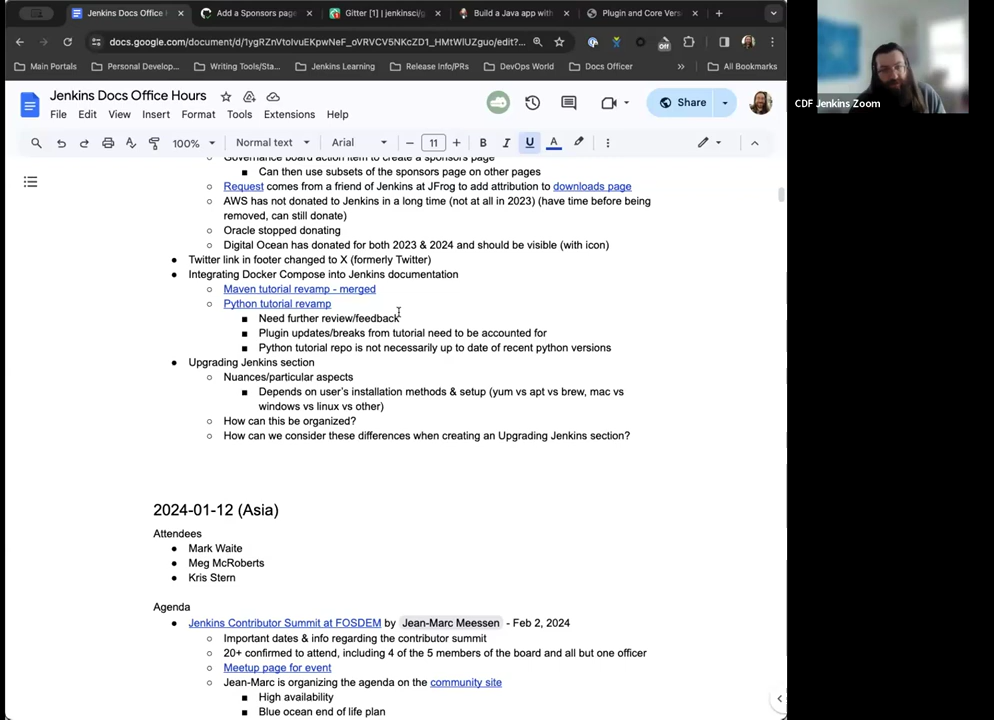 Jenkins Docs Office H
Add a Sponsors page
Gitter [1] | jenkinsci/g
Build a Java app with
Plugin and Core Vers
docs.google.com/document/d/1ygRZnVtoIvuEKpwNeF_oVRVCV5NKcZD1_HMtWlUZguo/edit?...
Off
Main Portals
Personal Develop...
Writing Tools/Sta...
Jenkins Learning
Release Info/PRs
DevOps World
Docs Officer
»
All Bookmarks
CDF Jenkins Zoom
Jenkins Docs Office Hours
File Edit View Insert Format Tools Extensions Help
Share
100% Normal text Arial 11 B I U A
Governance board action item to create a sponsors page
Can then use subsets of the sponsors page on other pages
Request comes from a friend of Jenkins at JFrog to add attribution to downloads page
AWS has not donated to Jenkins in a long time (not at all in 2023) (have time before being
removed, can still donate)
Oracle stopped donating
Digital Ocean has donated for both 2023 & 2024 and should be visible (with icon)
Twitter link in footer changed to X (formerly Twitter)
Integrating Docker Compose into Jenkins documentation
Maven tutorial revamp - merged
Python tutorial revamp
Need further review/feedback
Plugin updates/breaks from tutorial need to be accounted for
Python tutorial repo is not necessarily up to date of recent python versions
Upgrading Jenkins section
Nuances/particular aspects
Depends on user's installation methods & setup (yum vs apt vs brew, mac vs
windows vs linux vs other)
How can this be organized?
How can we consider these differences when creating an Upgrading Jenkins section?
2024-01-12 (Asia)
Attendees
Mark Waite
Meg McRoberts
Kris Stern
Agenda
Jenkins Contributor Summit at FOSDEM by Jean-Marc Meessen - Feb 2, 2024
Important dates & info regarding the contributor summit
20+ confirmed to attend, including 4 of the 5 members of the board and all but one officer
Meetup page for event
Jean-Marc is organizing the agenda on the community site
High availability
Blue ocean end of life plan